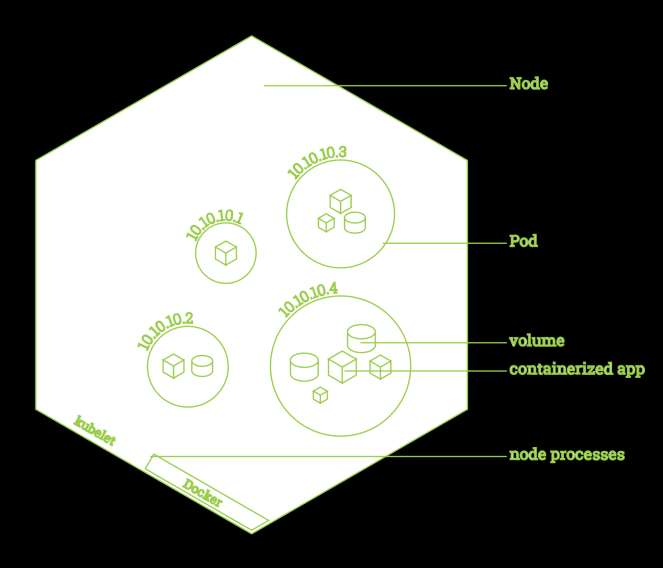 Node
10.10.10.3
10.10.10.1
Pod
10.10.10.4
10.10.10.2
volume
containerized app
kubelet
node processes
Docker